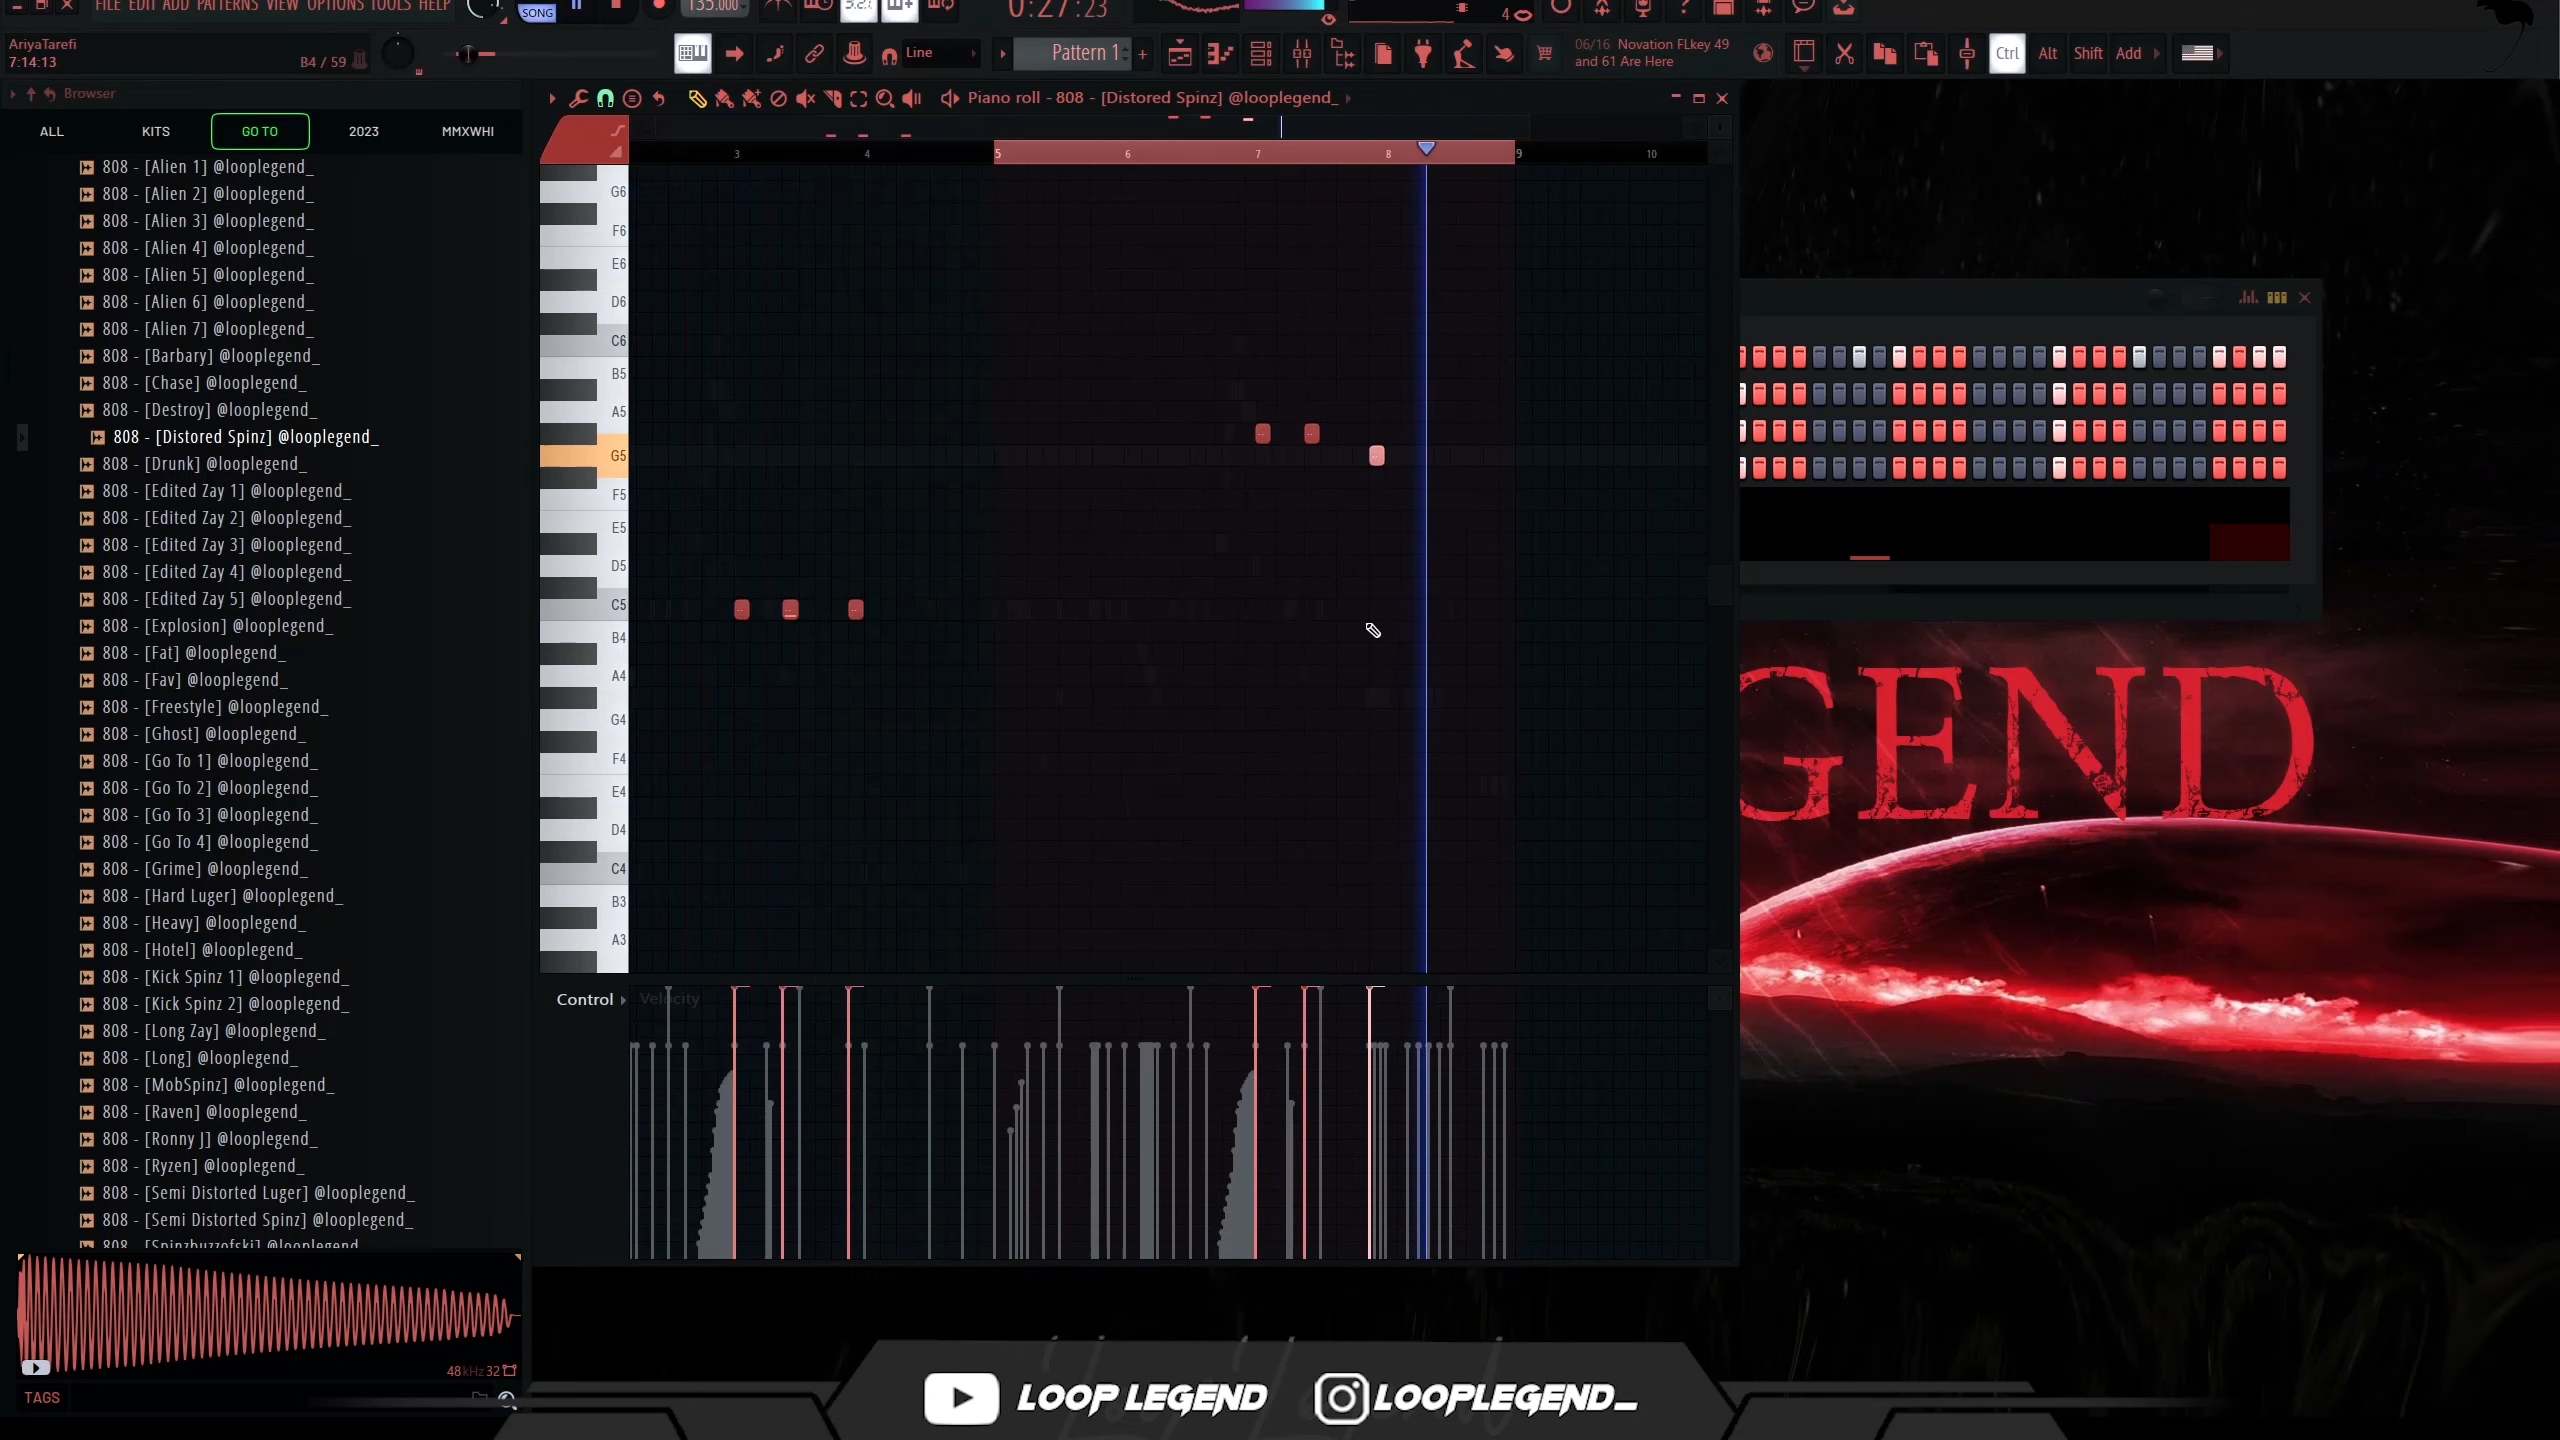 FILE EDIT ADD PATTERNS VIEW OPTIONS TOOLS HELP
SONG
135.000
3.21
0:27:23
4
AriyaTarefi
7:14:13
B4 / 59
Line
Pattern 1
06/16 Novation FLkey 49
and 61 Are Here
Ctrl
Alt
Shift
Add
Browser
ALL
KITS
GO TO
2023
MMXWHI
808 - [Alien 1] @looplegend_
808 - [Alien 2] @looplegend_
808 - [Alien 3] @looplegend_
808 - [Alien 4] @looplegend_
808 - [Alien 5] @looplegend_
808 - [Alien 6] @looplegend_
808 - [Alien 7] @looplegend_
808 - [Barbary] @looplegend_
808 - [Chase] @looplegend_
808 - [Destroy] @looplegend_
808 - [Distored Spinz] @looplegend_
808 - [Drunk] @looplegend_
808 - [Edited Zay 1] @looplegend_
808 - [Edited Zay 2] @looplegend_
808 - [Edited Zay 3] @looplegend_
808 - [Edited Zay 4] @looplegend_
808 - [Edited Zay 5] @looplegend_
808 - [Explosion] @looplegend_
808 - [Fat] @looplegend_
808 - [Fav] @looplegend_
808 - [Freestyle] @looplegend_
808 - [Ghost] @looplegend_
808 - [Go To 1] @looplegend_
808 - [Go To 2] @looplegend_
808 - [Go To 3] @looplegend_
808 - [Go To 4] @looplegend_
808 - [Grime] @looplegend_
808 - [Hard Luger] @looplegend_
808 - [Heavy] @looplegend_
808 - [Hotel] @looplegend_
808 - [Kick Spinz 1] @looplegend_
808 - [Kick Spinz 2] @looplegend_
808 - [Long Zay] @looplegend_
808 - [Long] @looplegend_
808 - [MobSpinz] @looplegend_
808 - [Raven] @looplegend_
808 - [Ronny J] @looplegend_
808 - [Ryzen] @looplegend_
808 - [Semi Distorted Luger] @looplegend_
808 - [Semi Distorted Spinz] @looplegend_
808 - [Spinzbuzzofski] @looplegend_
48kHz 32
TAGS
Piano roll - 808 - [Distored Spinz] @looplegend_
3 4 5 6 7 8 9 10
G6
F6
E6
D6
C6
B5
A5
G5
F5
E5
D5
C5
B4
A4
G4
F4
E4
D4
C4
B3
A3
Control
Velocity
GEND
LOOP LEGEND
LOOPLEGEND_